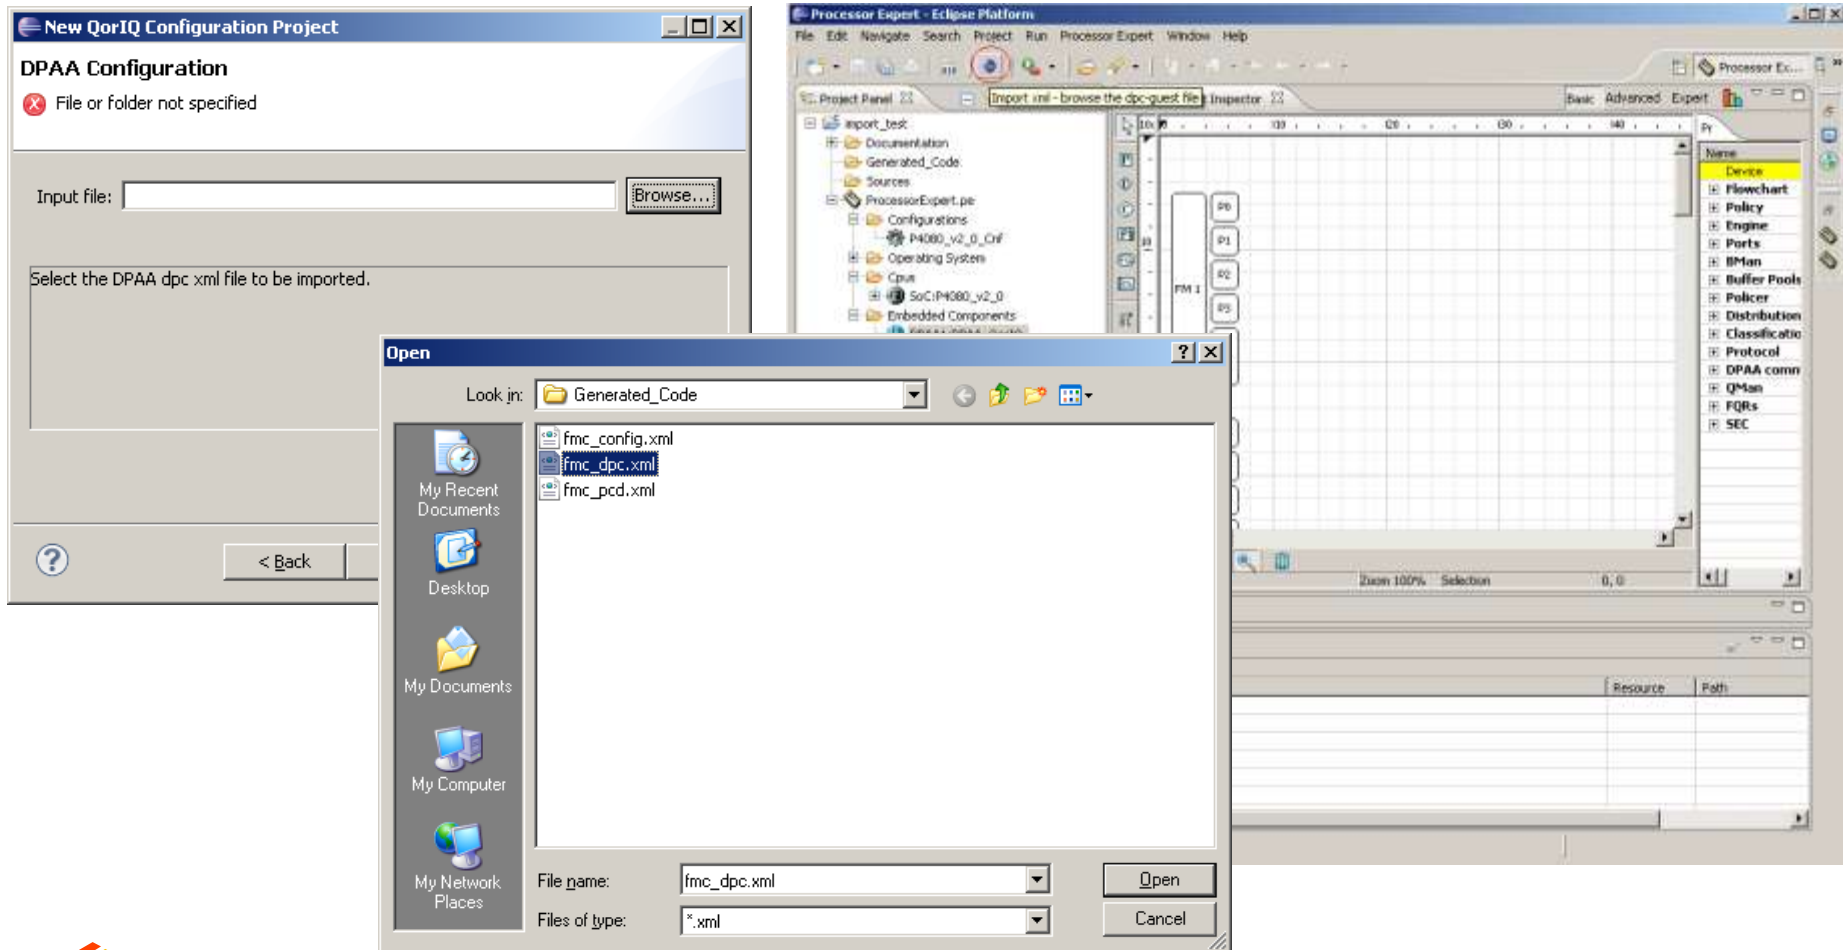 New QorIQ Configuration Project
DPAA Configuration
File or folder not specified
Input file:
Browse...
Select the DPAA dpc xml file to be imported.
< Back
Processor Expert - Eclipse Platform
File Edit Navigate Search Project Run Processor Expert Window Help
Processor Ex...
Project Panel
Import xml - browse the dpc-guest file
Inspector
Basic Advanced Expert
import_test
Documentation
Generated_Code
Sources
ProcessorExpert.pe
Configurations
P4080_v2_0_Cnf
Operating System
Cpus
SoC:P4080_v2_0
Embedded Components
FM 1
P0
P1
P2
P3
Name
Device
Flowchart
Policy
Engine
Ports
BMan
Buffer Pools
Policer
Distribution
Classificatio
Protocol
DPAA comn
QMan
FQRs
SEC
Zoom 100% Selection 0, 0
Resource Path
Open
Look in: Generated_Code
fmc_config.xml
fmc_dpc.xml
fmc_pcd.xml
My Recent
Documents
Desktop
My Documents
My Computer
My Network
Places
File name: fmc_dpc.xml
Open
Files of type: *.xml
Cancel